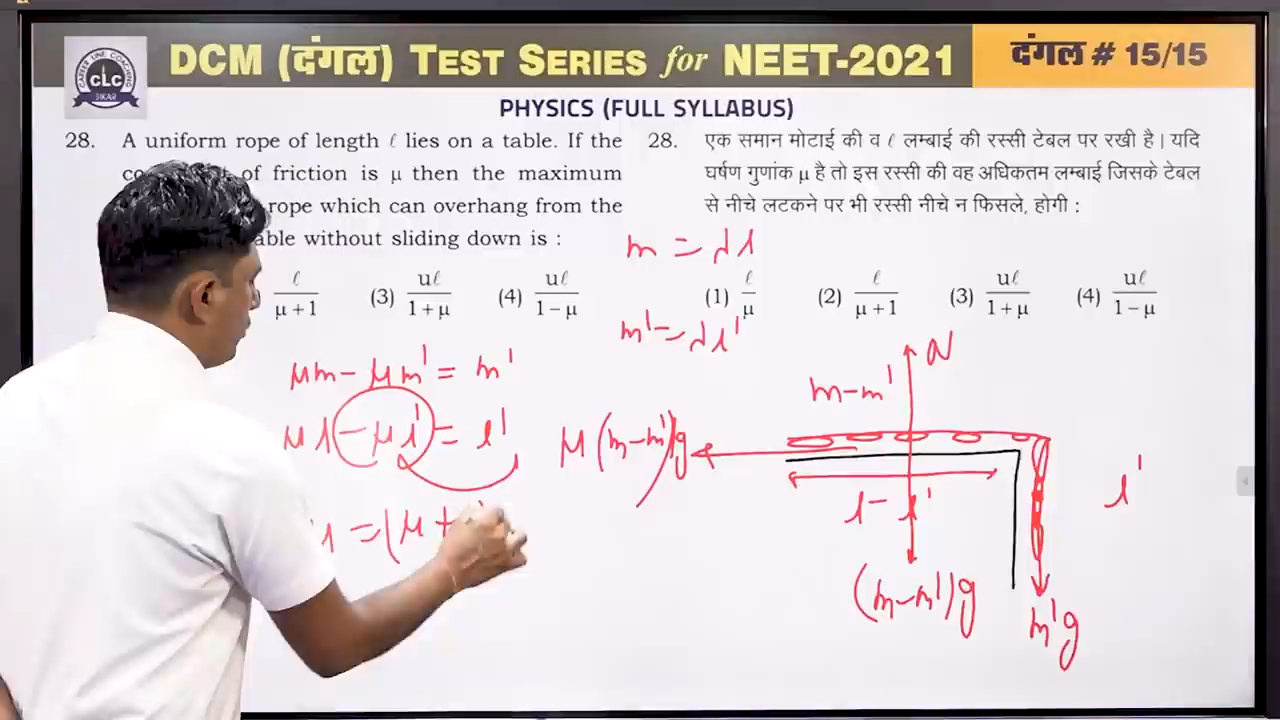 DCM (दंगल) TEST SERIES for NEET-2021
दंगल # 15/15
CLC
SIKAR
PHYSICS (FULL SYLLABUS)
28. A uniform rope of length ℓ lies on a table. If the
of friction is μ then the maximum
rope which can overhang from the
able without sliding down is :
ℓ/μ+1 (3) uℓ/1+μ (4) uℓ/1−μ
28. एक समान मोटाई की व ℓ लम्बाई की रस्सी टेबल पर रखी है। यदि
घर्षण गुणांक μ है तो इस रस्सी की वह अधिकतम लम्बाई जिसके टेबल
से नीचे लटकने पर भी रस्सी नीचे न फिसले, होगी :
(1) ℓ/μ (2) ℓ/μ+1 (3) uℓ/1+μ (4) uℓ/1−μ
m = λl
m' = λl'
μm − μm' = m'
μl − μl' = l'
l = (μ +
μ(m−m')g
m−m'
N
l − l'
l'
(m−m')g
m'g